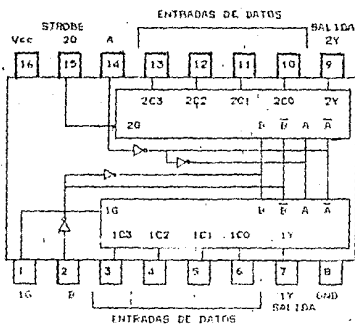 ENTRADAS DE DATOS
STROBE SALIDA
Vcc 2G A 2Y
16 15 14 13 12 11 10 9
2C3 2C2 2C1 2C0 2Y
2G B B̅ A A̅
1G B B̅ A A̅
1C3 1C2 1C1 1C0 1Y
1 2 3 4 5 6 7 8
1G B 1Y GND
SALIDA
ENTRADAS DE DATOS